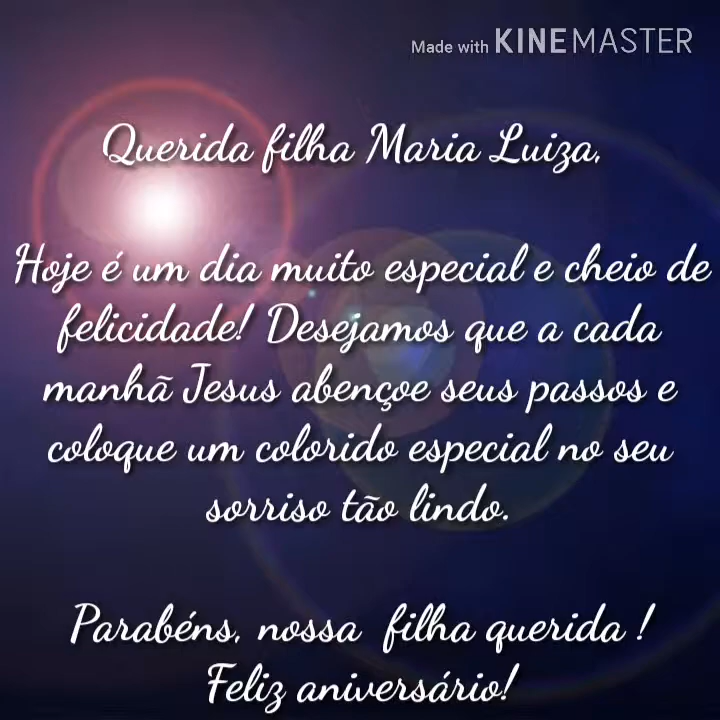 Made with KINEMASTER
Querida filha Maria Luiza,
Hoje é um dia muito especial e cheio de
felicidade! Desejamos que a cada
manhã Jesus abençoe seus passos e
coloque um colorido especial no seu
sorriso tão lindo.
Parabéns, nossa filha querida !
Feliz aniversário!